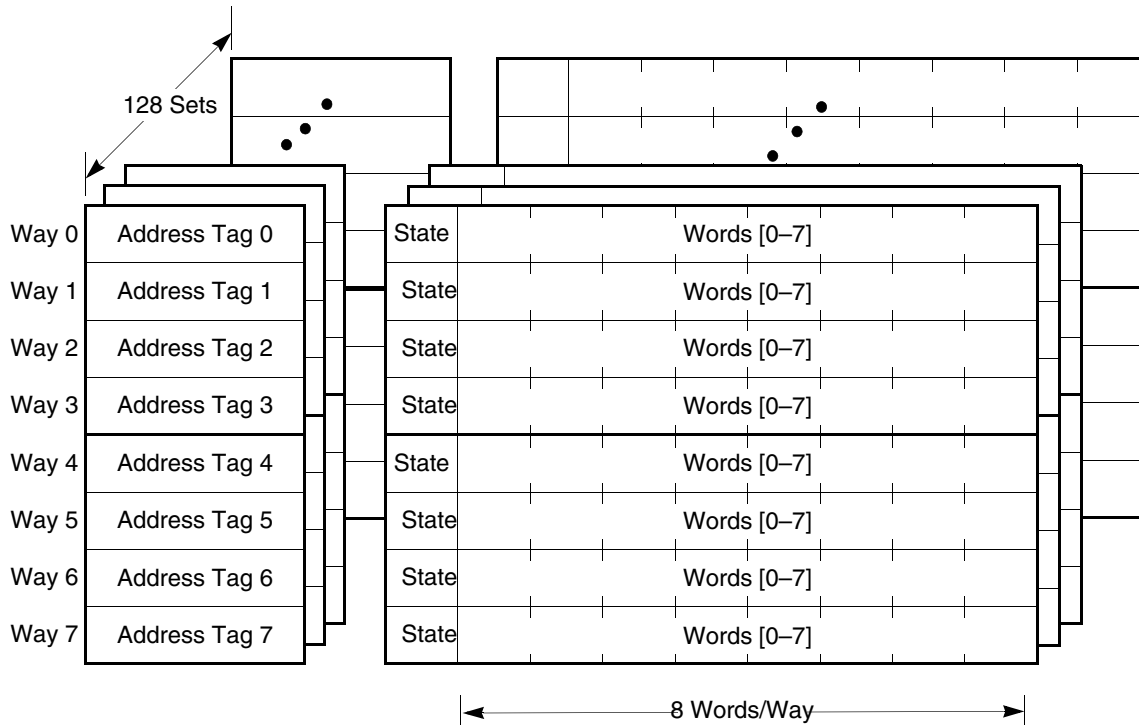 128 Sets
Way 0 Address Tag 0 State Words [0–7]
Way 1 Address Tag 1 State Words [0–7]
Way 2 Address Tag 2 State Words [0–7]
Way 3 Address Tag 3 State Words [0–7]
Way 4 Address Tag 4 State Words [0–7]
Way 5 Address Tag 5 State Words [0–7]
Way 6 Address Tag 6 State Words [0–7]
Way 7 Address Tag 7 State Words [0–7]
8 Words/Way